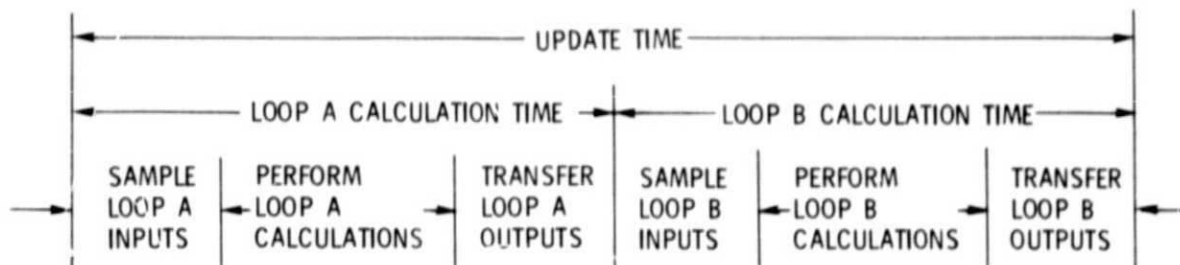 UPDATE TIME
LOOP A CALCULATION TIME
LOOP B CALCULATION TIME
SAMPLE
LOOP A
INPUTS
PERFORM
LOOP A
CALCULATIONS
TRANSFER
LOOP A
OUTPUTS
SAMPLE
LOOP B
INPUTS
PERFORM
LOOP B
CALCULATIONS
TRANSFER
LOOP B
OUTPUTS